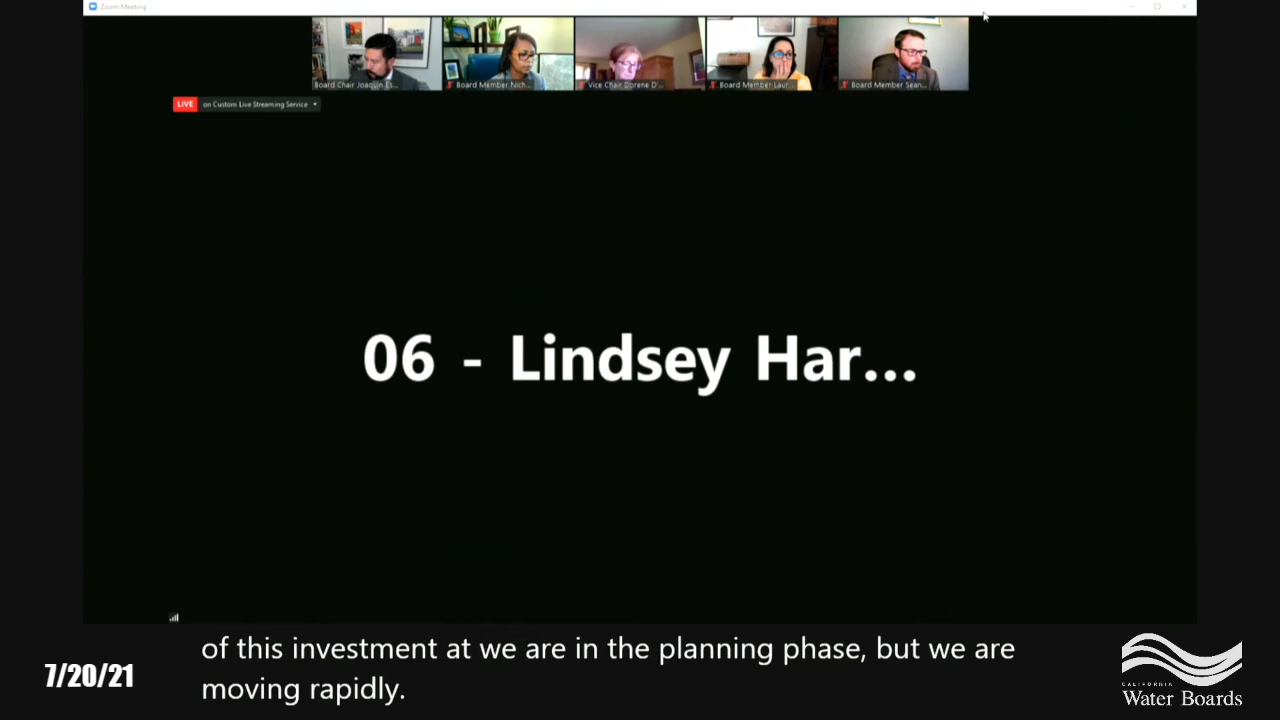 Zoom Meeting
Board Chair Joaquin Es...
Board Member Nich...
Vice Chair Dorene D'...
Board Member Laur...
Board Member Sean...
LIVE on Custom Live Streaming Service
06 - Lindsey Har...
of this investment at we are in the planning phase, but we are
moving rapidly.
7/20/21
CALIFORNIA
Water Boards